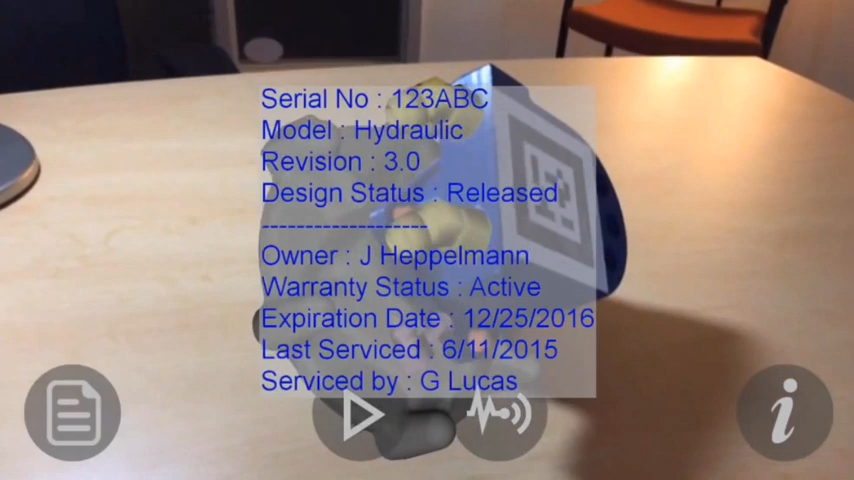 Serial No : 123ABC
Model : Hydraulic
Revision : 3.0
Design Status : Released
-------------------
Owner : J Heppelmann
Warranty Status : Active
Expiration Date : 12/25/2016
Last Serviced : 6/11/2015
Serviced by : G Lucas
i